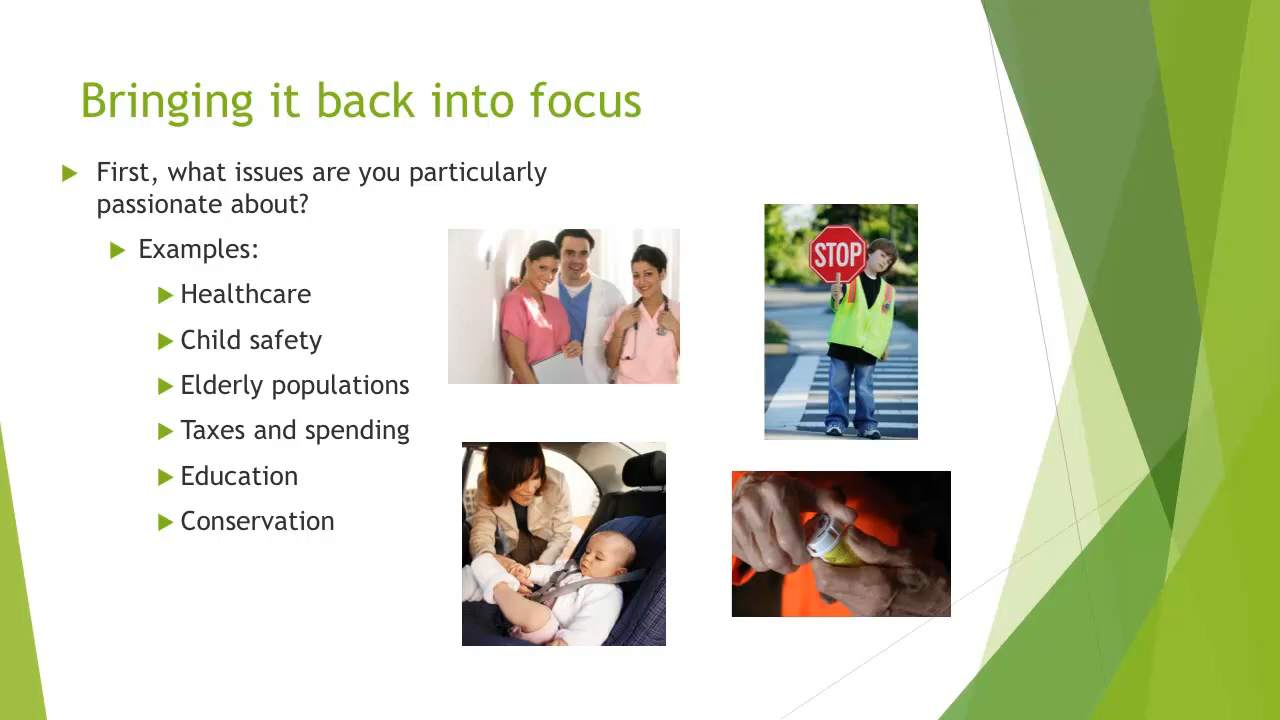 Bringing it back into focus
First, what issues are you particularly
passionate about?
Examples:
Healthcare
Child safety
Elderly populations
Taxes and spending
Education
Conservation
STOP